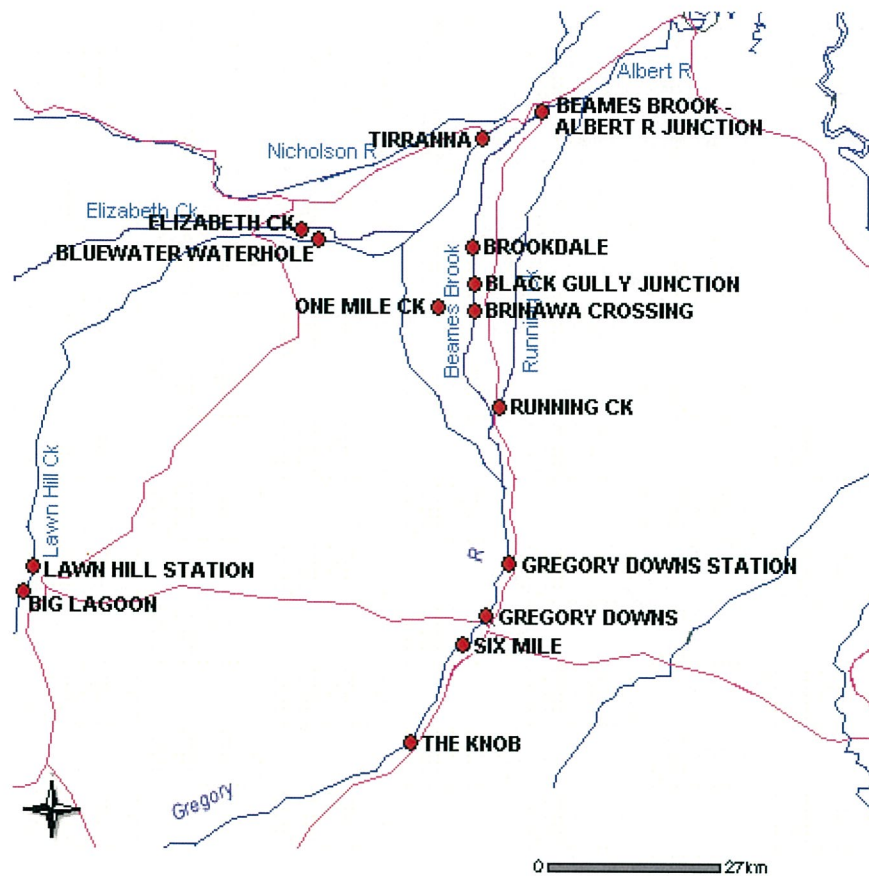 Albert R
BEAMES BROOK -
ALBERT R JUNCTION
TIRRANNA
Nicholson R
Elizabeth Ck
ELIZABETH CK
BLUEWATER WATERHOLE
BROOKDALE
BLACK GULLY JUNCTION
ONE MILE CK
BRINAWA CROSSING
Beames Brook
Running Ck
RUNNING CK
Lawn Hill Ck
R
LAWN HILL STATION
GREGORY DOWNS STATION
BIG LAGOON
GREGORY DOWNS
SIX MILE
THE KNOB
Gregory
0 27km